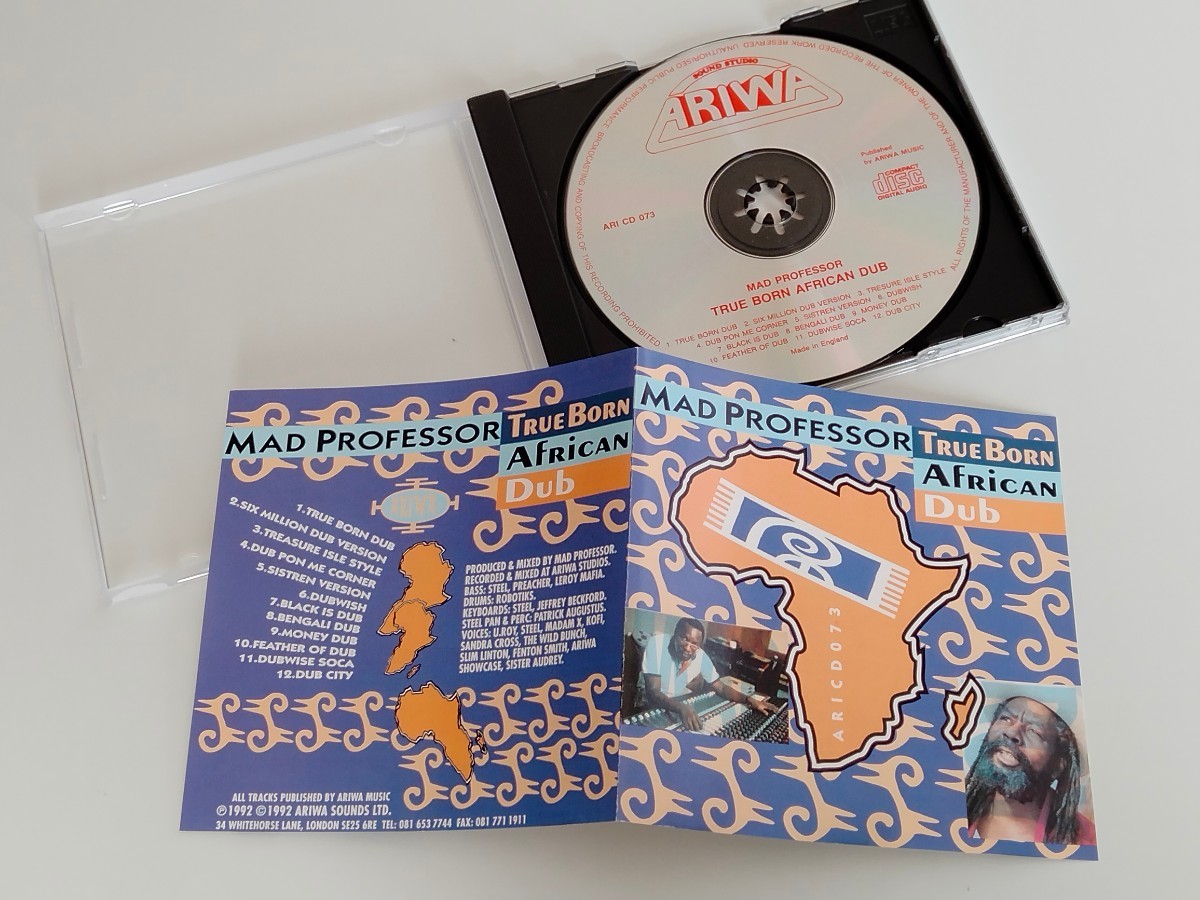 SOUND STUDIO
ARIWA
UNAUTHORISED PUBLIC PERFORMANCE BROADCASTING AND COPYING OF THIS RECORDING PROHIBITED
ALL RIGHTS OF THE MANUFACTURER AND OF THE OWNER OF THE RECORDED WORK RESERVED
Published
by ARIWA MUSIC
COMPACT
disc
DIGITAL AUDIO
ARI CD 073
MAD PROFESSOR
TRUE BORN AFRICAN DUB
1. TRUE BORN DUB 2. SIX MILLION DUB VERSION 3. TRESURE ISLE STYLE
4. DUB PON ME CORNER 5. SISTREN VERSION 6. DUBWISH
7. BLACK IS DUB 8. BENGALI DUB 9. MONEY DUB
10. FEATHER OF DUB 11 DUBWISE SOCA 12. DUB CITY
Made in England
MAD PROFESSOR
TRUE BORN
AFRICAN
DUB
1.TRUE BORN DUB
2.SIX MILLION DUB VERSION
3.TREASURE ISLE STYLE
4.DUB PON ME CORNER
5.SISTREN VERSION
6.DUBWISH
7.BLACK IS DUB
8.BENGALI DUB
9.MONEY DUB
10.FEATHER OF DUB
11.DUBWISE SOCA
12.DUB CITY
PRODUCED & MIXED BY MAD PROFESSOR.
RECORDED & MIXED AT ARIWA STUDIOS.
BASS: STEEL, PREACHER, LEROY MAFIA.
DRUMS: ROBOTIKS.
KEYBOARDS: STEEL, JEFFREY BECKFORD.
STEEL PAN & PERC: PATRICK AUGUSTUS.
VOICES: U.ROY, STEEL, MADAM X, KOFI,
SANDRA CROSS, THE WILD BUNCH,
SLIM LINTON, FENTON SMITH, ARIWA
SHOWCASE, SISTER AUDREY.
ALL TRACKS PUBLISHED BY ARIWA MUSIC
℗1992 ©1992 ARIWA SOUNDS LTD.
34 WHITEHORSE LANE, LONDON SE25 6RE TEL: 081 653 7744 FAX: 081 771 1911
MAD PROFESSOR
TRUE BORN
AFRICAN
DUB
ARICD073